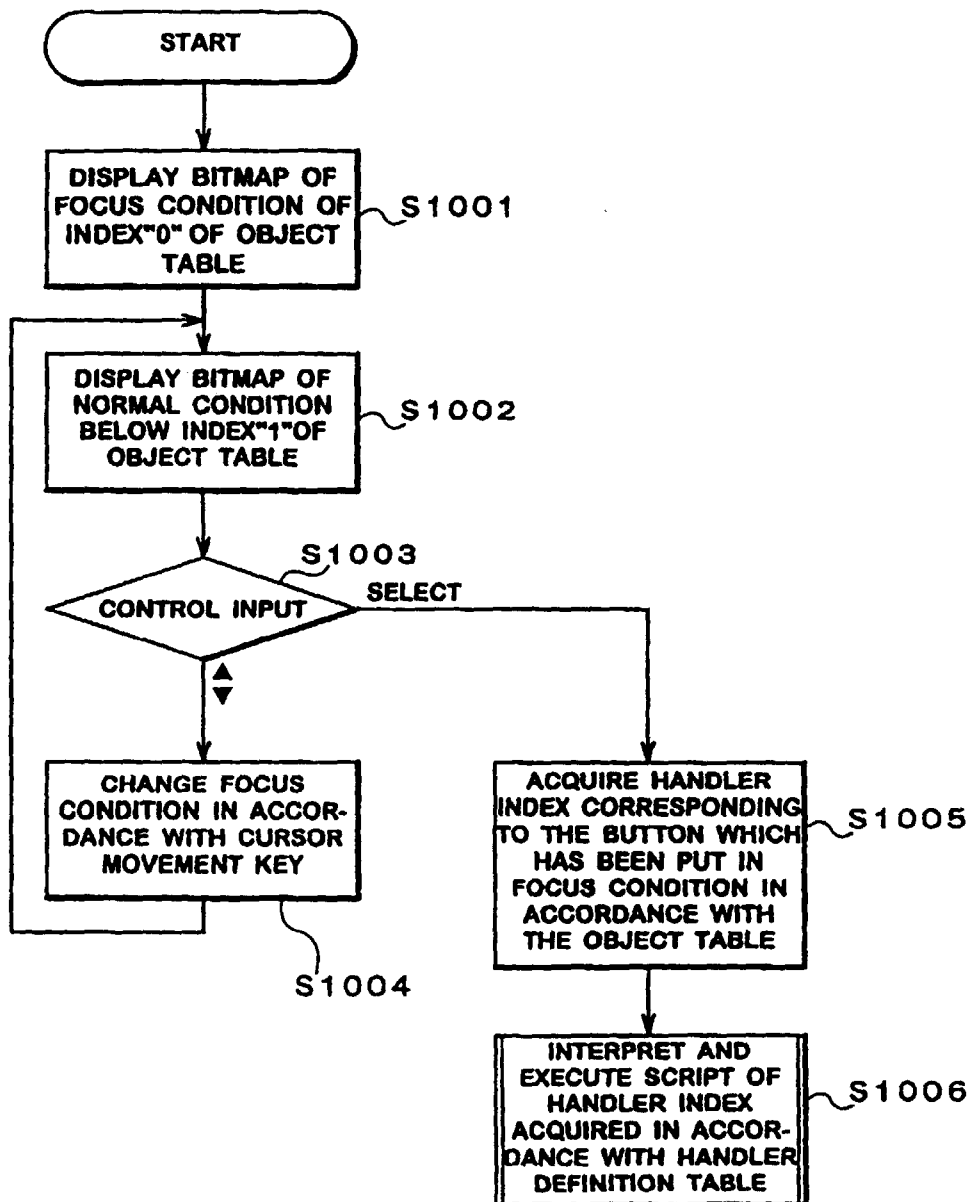 START
DISPLAY BITMAP OF
FOCUS CONDITION OF
INDEX"0" OF OBJECT
TABLE
S1001
DISPLAY BITMAP OF
NORMAL CONDITION
BELOW INDEX"1"OF
OBJECT TABLE
S1002
S1003
CONTROL INPUT
SELECT
▲
▼
CHANGE FOCUS
CONDITION IN ACCOR-
DANCE WITH CURSOR
MOVEMENT KEY
S1004
ACQUIRE HANDLER
INDEX CORRESPONDING
TO THE BUTTON WHICH
HAS BEEN PUT IN
FOCUS CONDITION IN
ACCORDANCE WITH
THE OBJECT TABLE
S1005
INTERPRET AND
EXECUTE SCRIPT OF
HANDLER INDEX
ACQUIRED IN ACCOR-
DANCE WITH HANDLER
DEFINITION TABLE
S1006